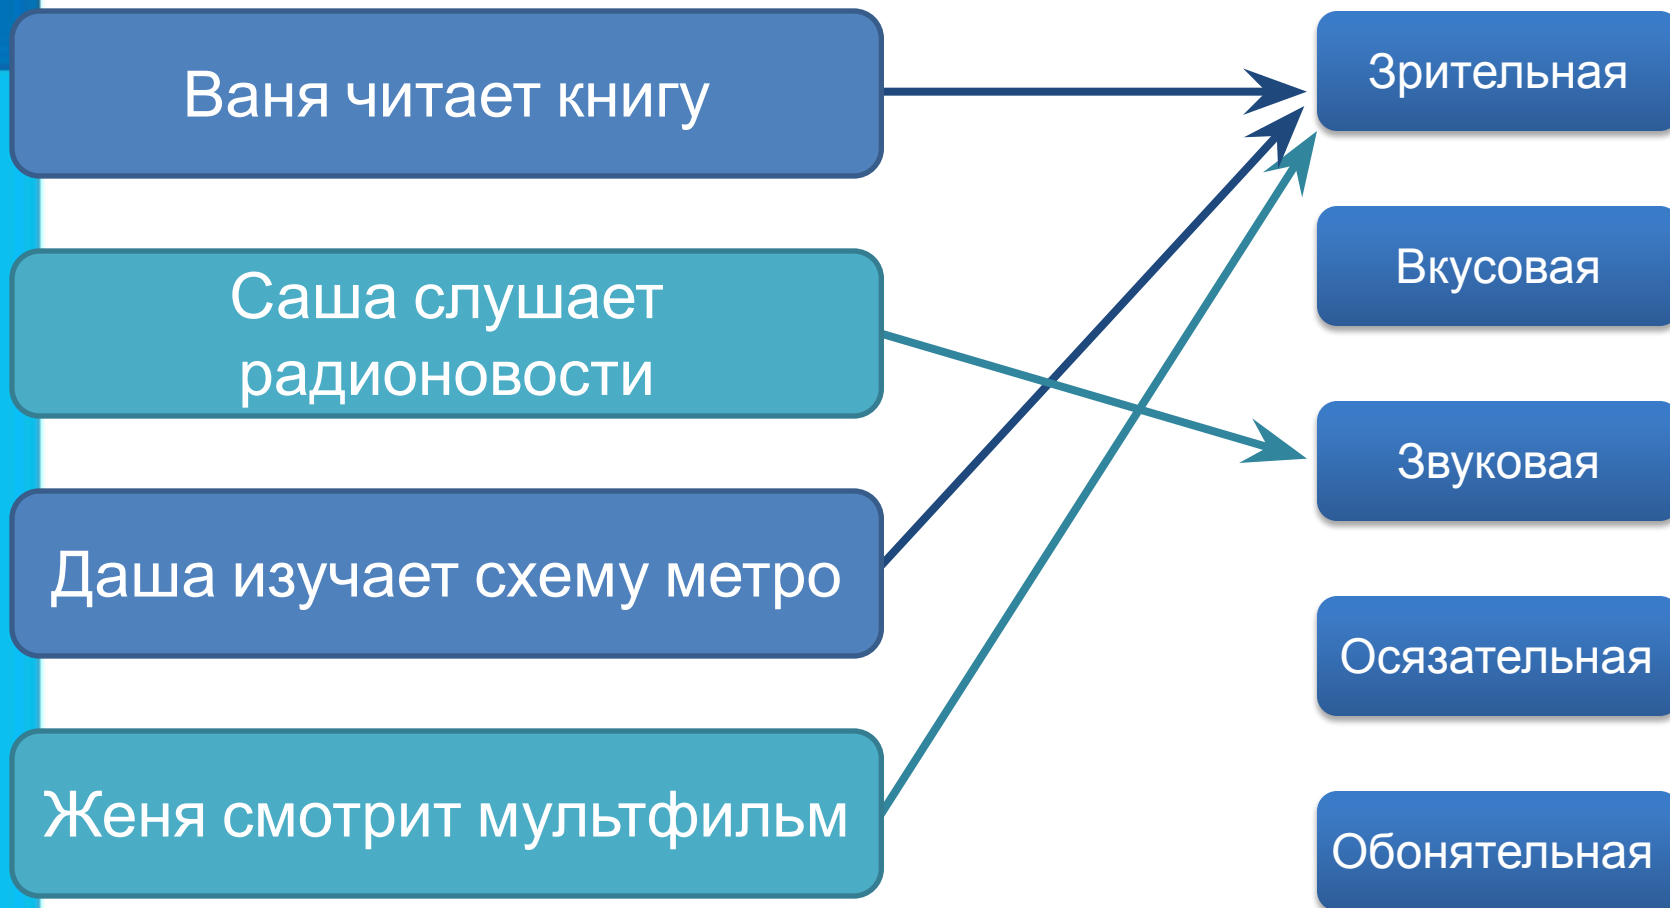 Ваня читает книгу
Саша слушает
радионовости
Даша изучает схему метро
Женя смотрит мультфильм
Зрительная
Вкусовая
Звуковая
Осязательная
Обонятельная